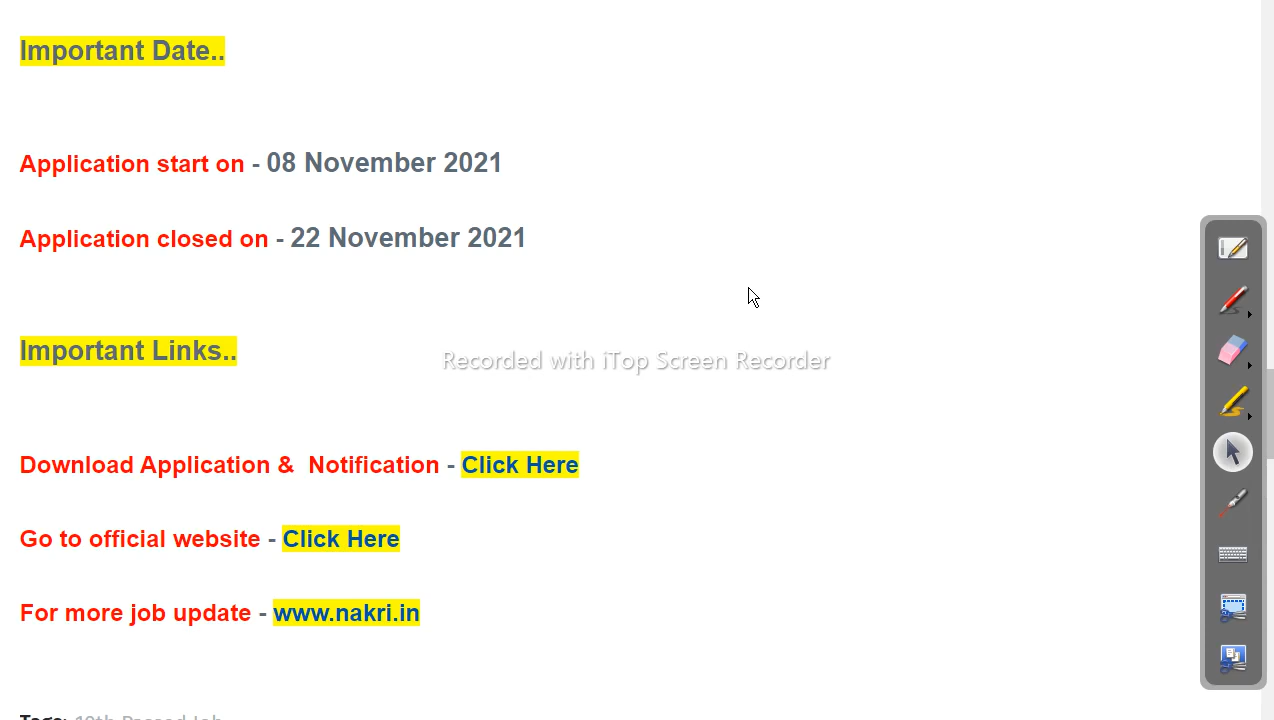 Important Date..
Application start on - 08 November 2021
Application closed on - 22 November 2021
Important Links..
Recorded with iTop Screen Recorder
Download Application &  Notification - Click Here
Go to official website - Click Here
For more job update - www.nakri.in